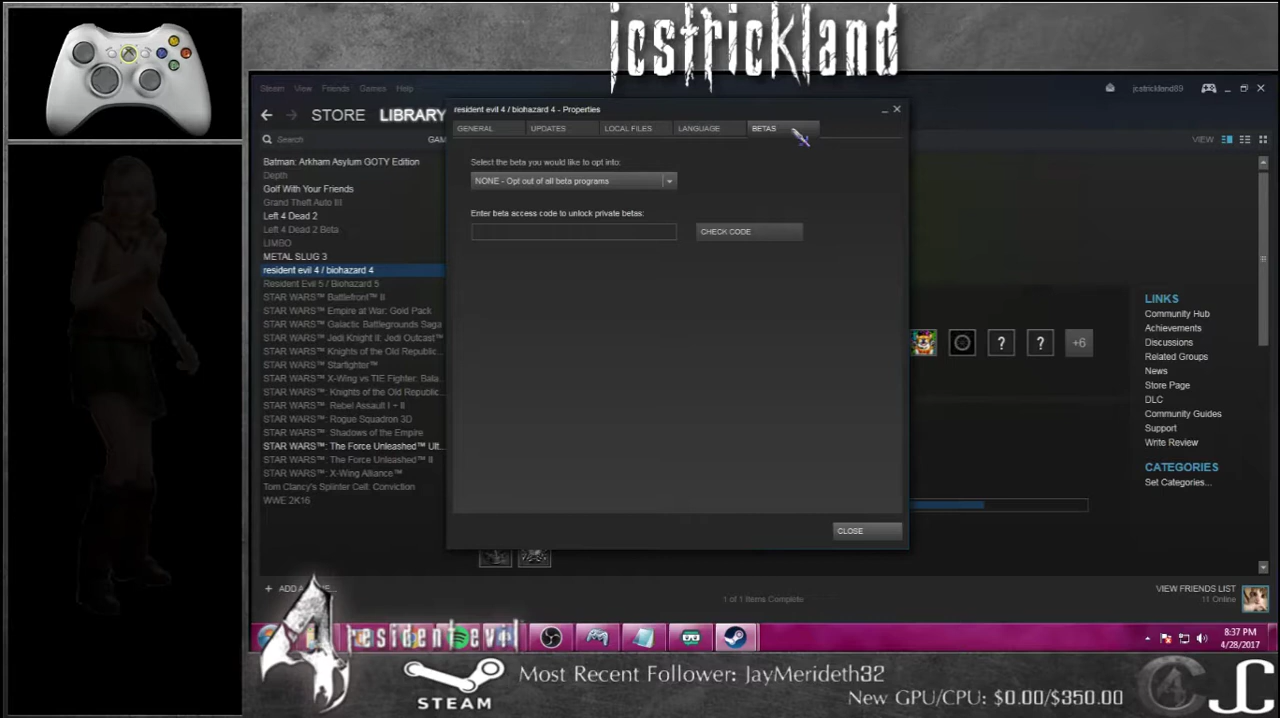 jcstrickland
Steam View Friends Games Help
jcstrickland89
STORE LIBRARY
Search
GAM
VIEW
Batman: Arkham Asylum GOTY Edition
Depth
Golf With Your Friends
Grand Theft Auto III
Left 4 Dead 2
Left 4 Dead 2 Beta
LIMBO
METAL SLUG 3
resident evil 4 / biohazard 4
Resident Evil 5 / Biohazard 5
STAR WARS™ Battlefront™ II
STAR WARS™ Empire at War: Gold Pack
STAR WARS™ Galactic Battlegrounds Saga
STAR WARS™ Jedi Knight II: Jedi Outcast™
STAR WARS™ Knights of the Old Republic...
STAR WARS™ Starfighter™
STAR WARS™ X-Wing vs TIE Fighter: Bala...
STAR WARS™: Knights of the Old Republic...
STAR WARS™: Rebel Assault I + II
STAR WARS™: Rogue Squadron 3D
STAR WARS™: Shadows of the Empire
STAR WARS™: The Force Unleashed™ Ult...
STAR WARS™: The Force Unleashed™ II
STAR WARS™: X-Wing Alliance™
Tom Clancy's Splinter Cell: Conviction
WWE 2K16
resident evil 4 / biohazard 4 - Properties
GENERAL UPDATES LOCAL FILES LANGUAGE BETAS
Select the beta you would like to opt into:
NONE - Opt out of all beta programs
Enter beta access code to unlock private betas:
CHECK CODE
CLOSE
? ? +6
LINKS
Community Hub
Achievements
Discussions
Related Groups
News
Store Page
DLC
Community Guides
Support
Write Review
CATEGORIES
Set Categories...
1 of 1 Items Complete
VIEW FRIENDS LIST
11 Online
8:37 PM
4/28/2017
resident evil
4
STEAM
Most Recent Follower: JayMerideth32
New GPU/CPU: $0.00/$350.00
JC